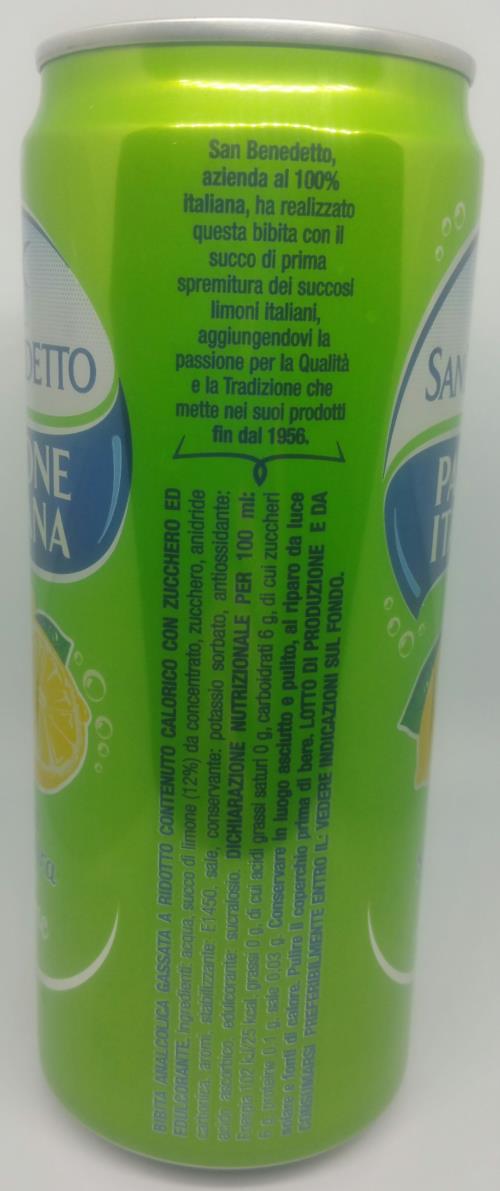 San Benedetto,
azienda al 100%
italiana, ha realizzato
questa bibita con il
succo di prima
spremitura dei succosi
limoni italiani,
aggiungendovi la
passione per la Qualità
e la Tradizione che
mette nei suoi prodotti
fin dal 1956.
BIBITA ANALCOLICA GASSATA A RIDOTTO CONTENUTO CALORICO CON ZUCCHERO ED
EDULCORANTE. Ingredienti: acqua, succo di limone (12%) da concentrato, zucchero, anidride
carbonica, aromi, stabilizzante: E1450, sale, conservante: potassio sorbato, antiossidante:
acido ascorbico, edulcorante: sucralosio. DICHIARAZIONE NUTRIZIONALE PER 100 ml:
Energia 102 kJ/25 kcal, grassi 0 g, di cui acidi grassi saturi 0 g, carboidrati 6 g, di cui zuccheri
6 g, proteine 0,1 g, sale 0,03 g. Conservare in luogo asciutto e pulito, al riparo da luce
solare e fonti di calore. Pulire il coperchio prima di bere. LOTTO DI PRODUZIONE E DA
CONSUMARSI PREFERIBILMENTE ENTRO IL: VEDERE INDICAZIONI SUL FONDO.
DETTO
ONE
NA
SAN
PA
IT